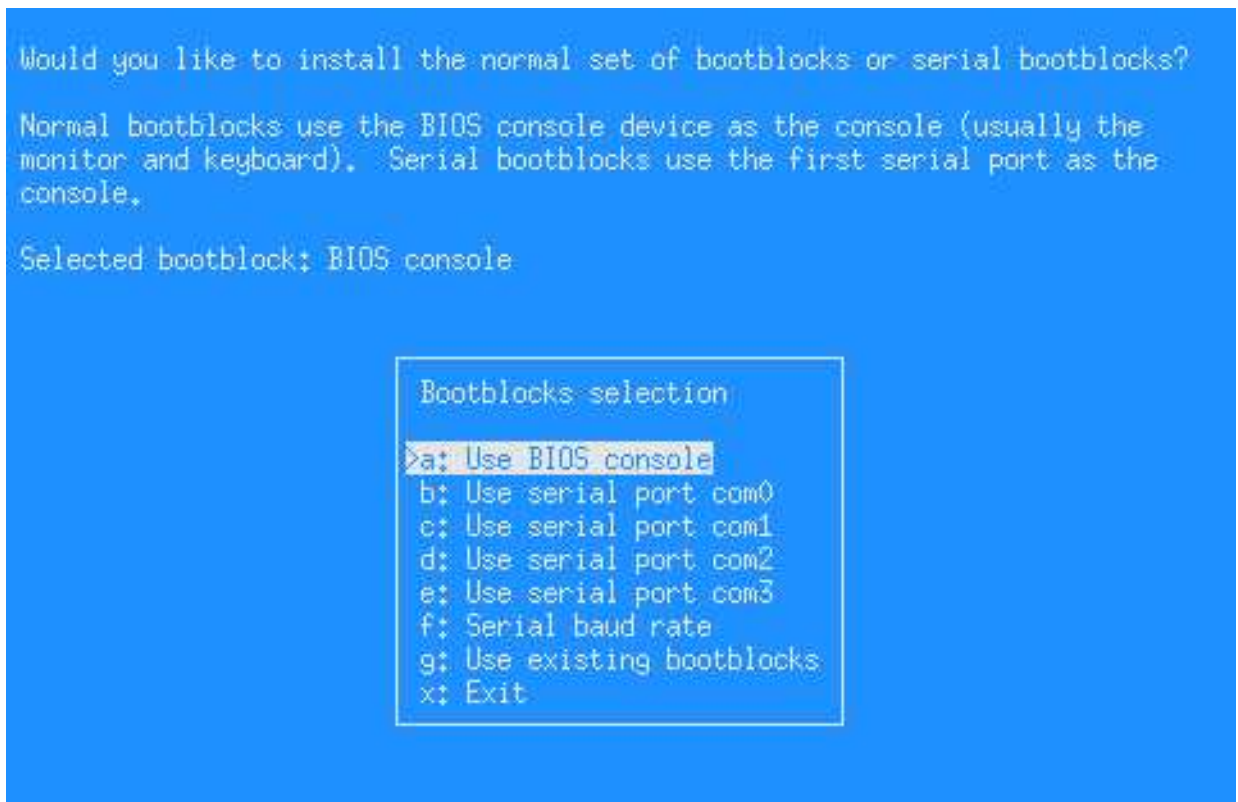 Would you like to install the normal set of bootblocks or serial bootblocks?
Normal bootblocks use the BIOS console device as the console (usually the
monitor and keyboard).  Serial bootblocks use the first serial port as the
console.
Selected bootblock: BIOS console
Bootblocks selection
>a: Use BIOS console
b: Use serial port com0
c: Use serial port com1
d: Use serial port com2
e: Use serial port com3
f: Serial baud rate
g: Use existing bootblocks
x: Exit